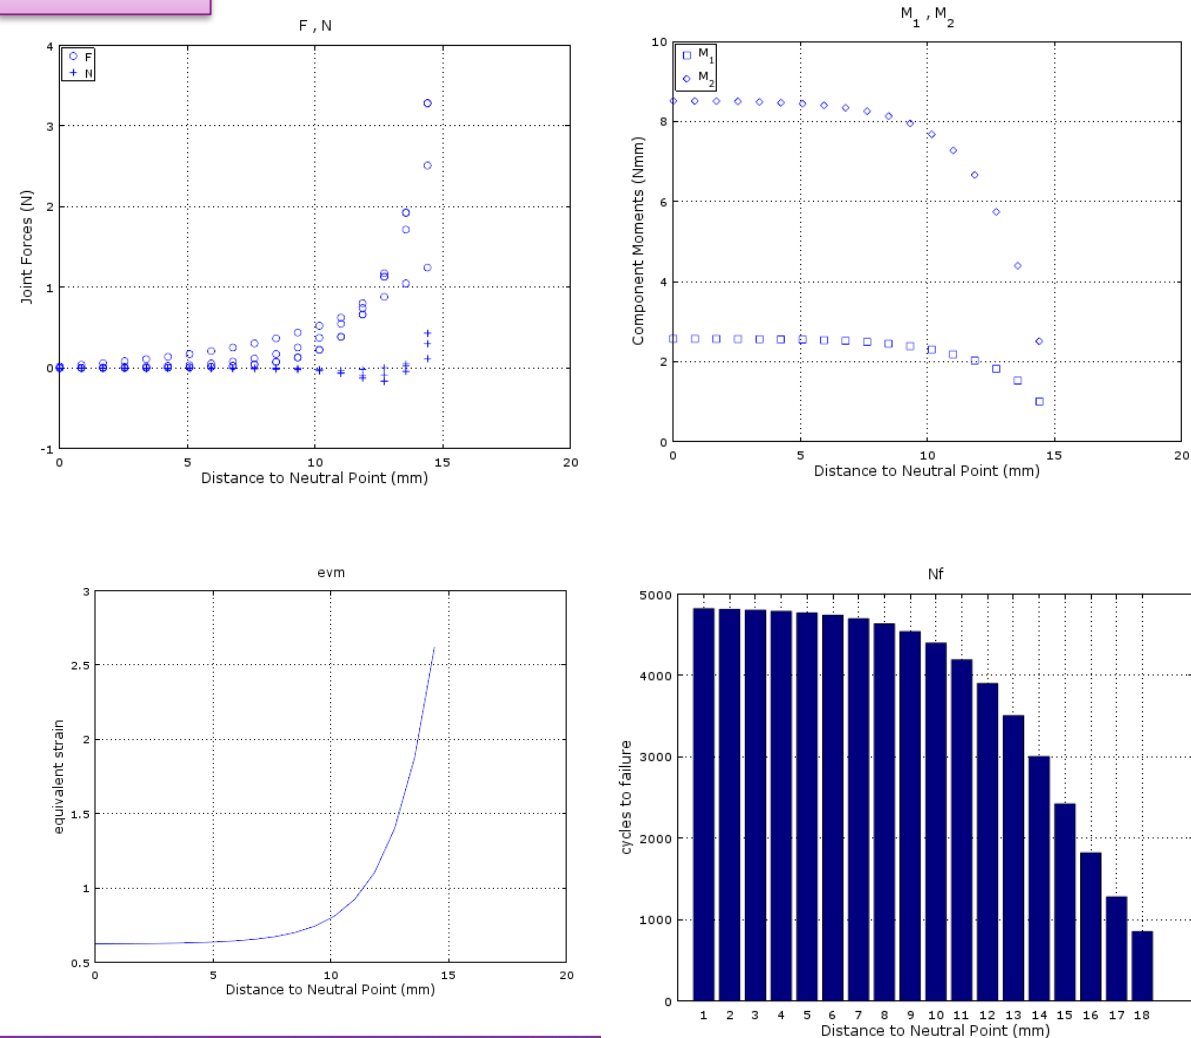 F , N
4
3
2
1
0
-1
F
N
Joint Forces (N)
0 5 10 15 20
Distance to Neutral Point (mm)
M1 , M2
10
8
6
4
2
0
M1
M2
Component Moments (Nmm)
0 5 10 15 20
Distance to Neutral Point (mm)
evm
3
2.5
2
1.5
1
0.5
equivalent strain
0 5 10 15 20
Distance to Neutral Point (mm)
Nf
5000
4000
3000
2000
1000
0
cycles to failure
1 2 3 4 5 6 7 8 9 10 11 12 13 14 15 16 17 18
Distance to Neutral Point (mm)